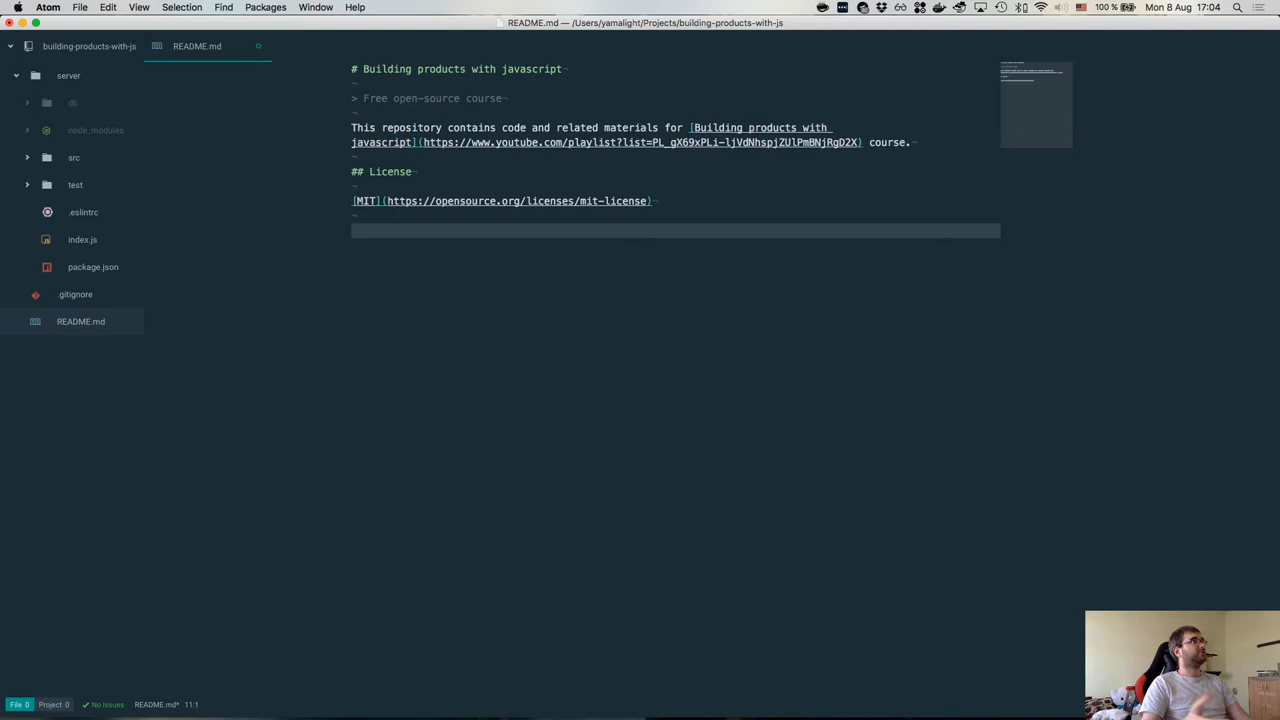 Atom File Edit View Selection Find Packages Window Help 100 % Mon 8 Aug 17:04
README.md — /Users/yamalight/Projects/building-products-with-js
building-products-with-js README.md
server
db
node_modules
src
test
.eslintrc
index.js
package.json
.gitignore
README.md
# Building products with javascript¬
¬
> Free open-source course¬
¬
This repository contains code and related materials for [Building products with
javascript](https://www.youtube.com/playlist?list=PL_gX69xPLi-ljVdNhspjZUlPmBNjRgD2X) course.¬
¬
## License¬
¬
[MIT](https://opensource.org/licenses/mit-license)¬
¬
File 0 Project 0 No Issues README.md* 11:1